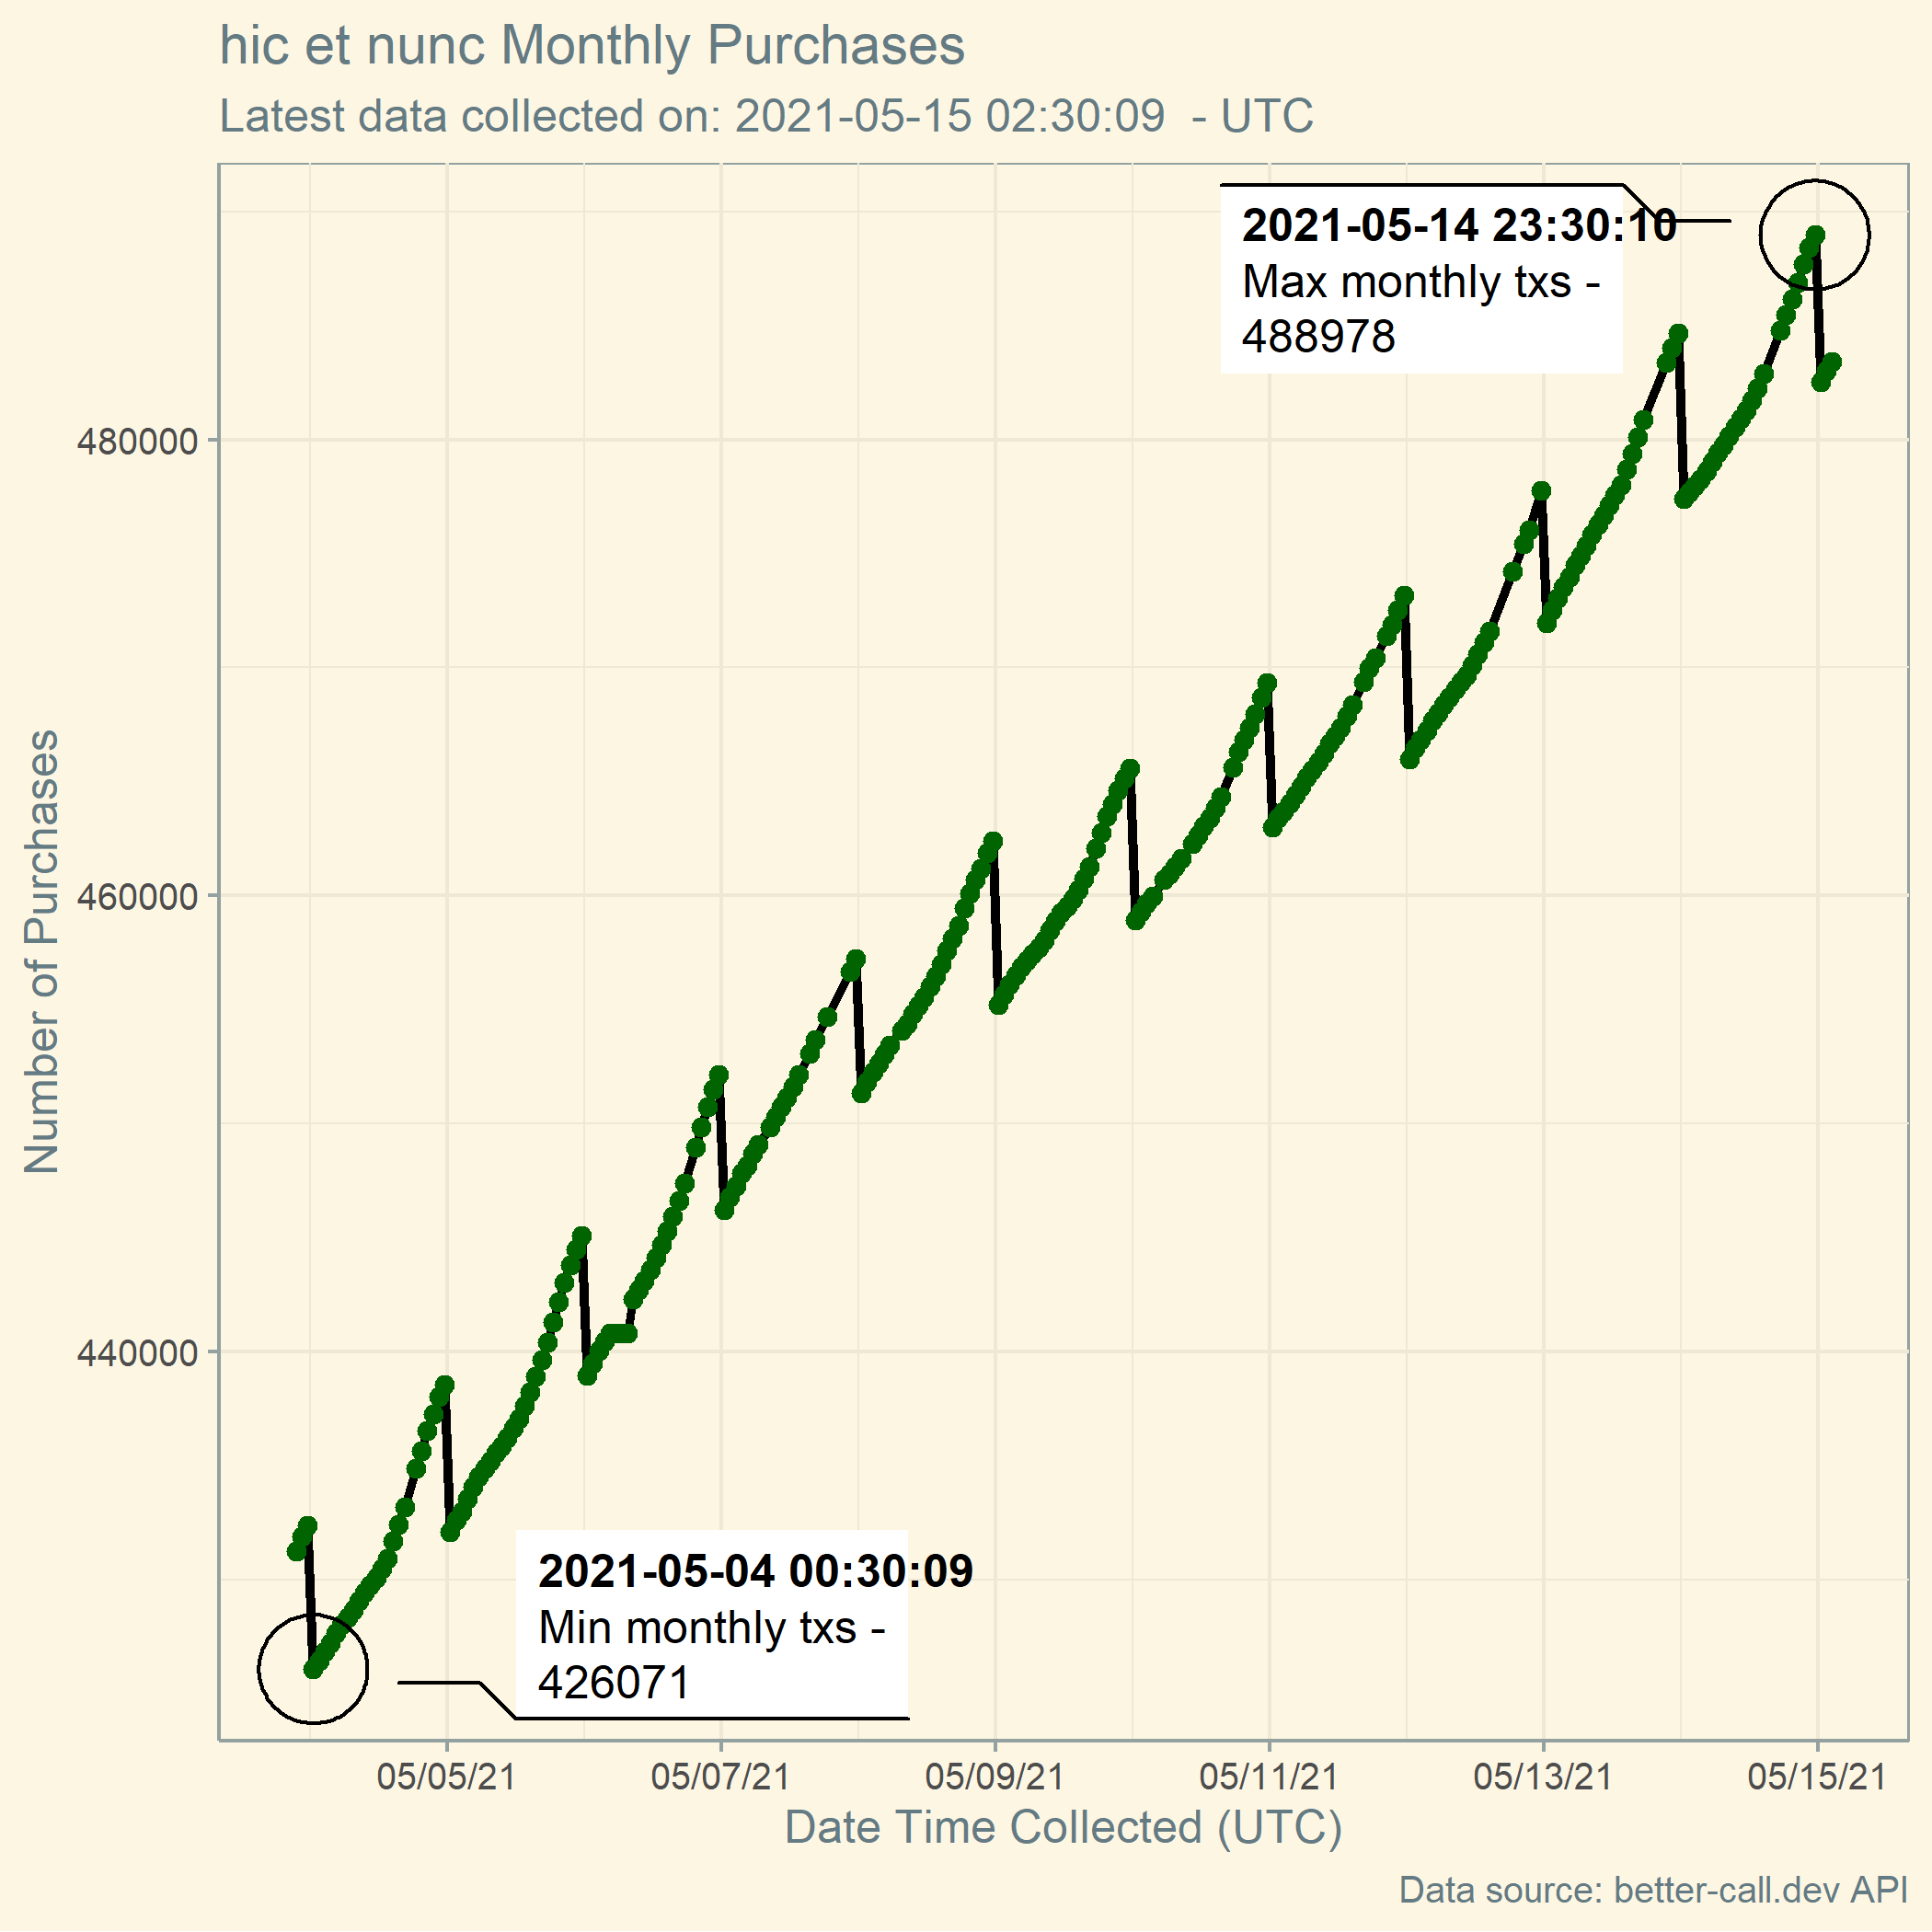 hic et nunc Monthly Purchases
Latest data collected on: 2021-05-15 02:30:09  - UTC
2021-05-14 23:30:10
Max monthly txs -
488978
480000
460000
440000
Number of Purchases
2021-05-04 00:30:09
Min monthly txs -
426071
05/05/21 05/07/21 05/09/21 05/11/21 05/13/21 05/15/21
Date Time Collected (UTC)
Data source: better-call.dev API